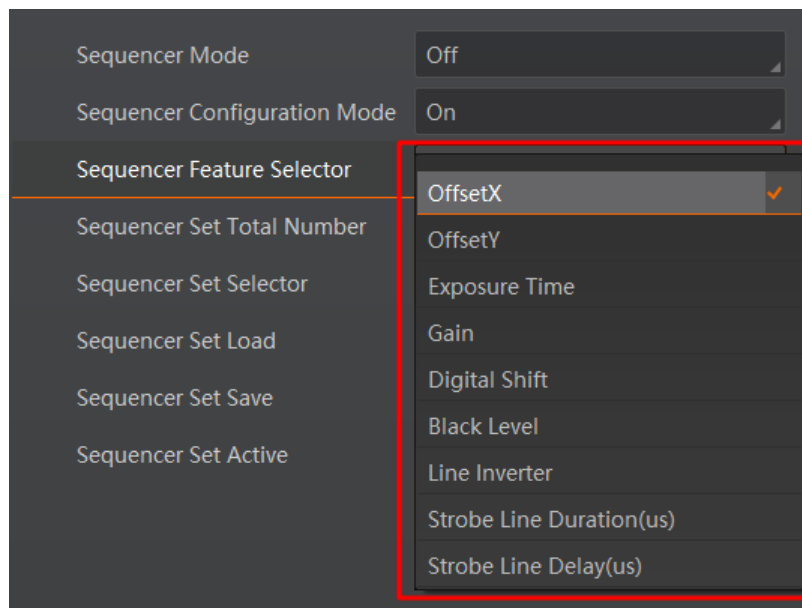 Sequencer Mode Off
Sequencer Configuration Mode On
Sequencer Feature Selector
OffsetX
Sequencer Set Total Number
OffsetY
Sequencer Set Selector
Exposure Time
Sequencer Set Load
Gain
Sequencer Set Save
Digital Shift
Sequencer Set Active
Black Level
Line Inverter
Strobe Line Duration(us)
Strobe Line Delay(us)